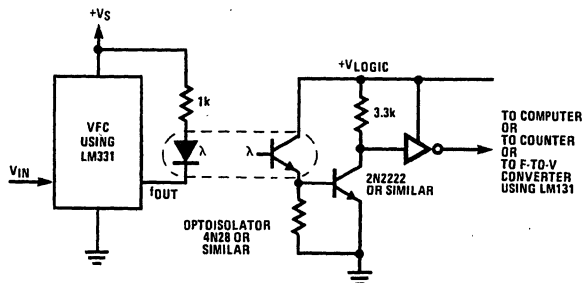 +VS
1k
VFC
USING
LM331
VIN
fOUT
λ
λ
+VLOGIC
3.3k
2N2222
OR SIMILAR
OPTOISOLATOR
4N28 OR
SIMILAR
TO COMPUTER
OR
TO COUNTER
OR
TO F-TO-V
CONVERTER
USING LM131